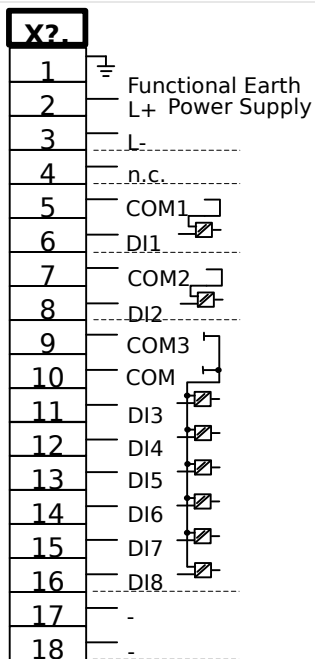 X?.
1
Functional Earth
2 L+ Power Supply
3 L-
4 n.c.
5 COM1
6 DI1
7 COM2
8 DI2
9 COM3
10 COM
11 DI3
12 DI4
13 DI5
14 DI6
15 DI7
16 DI8
17 -
18 -